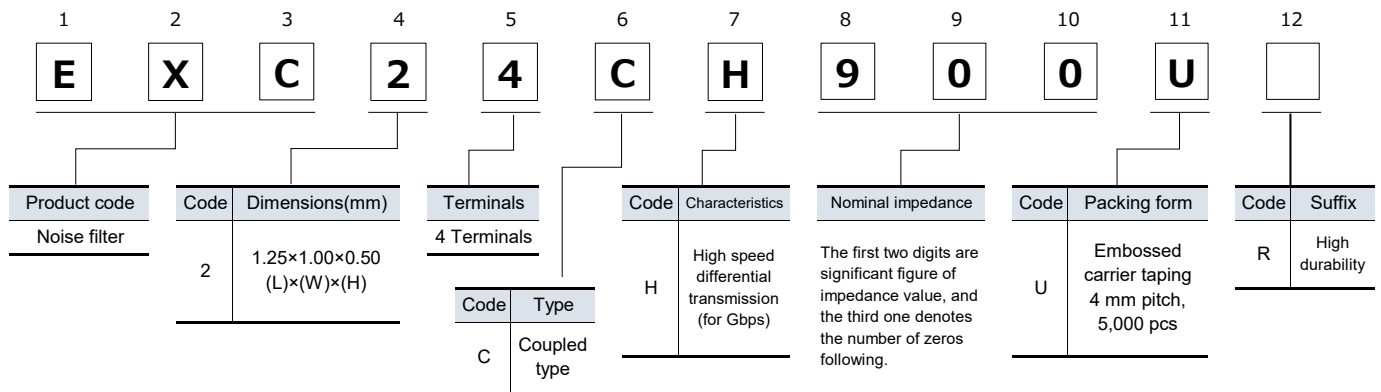 1 2 3 4 5 6 7 8 9 10 11 12
E X C 2 4 C H 9 0 0 U
Product code
Noise filter
Code Dimensions(mm)
2
1.25×1.00×0.50
(L)×(W)×(H)
Terminals
4 Terminals
Code Type
C
Coupled
type
Code Characteristics
H
High speed
differential
transmission
(for Gbps)
Nominal impedance
The first two digits are
significant figure of
impedance value, and
the third one denotes
the number of zeros
following.
Code Packing form
U
Embossed
carrier taping
4 mm pitch,
5,000 pcs
Code Suffix
R
High
durability